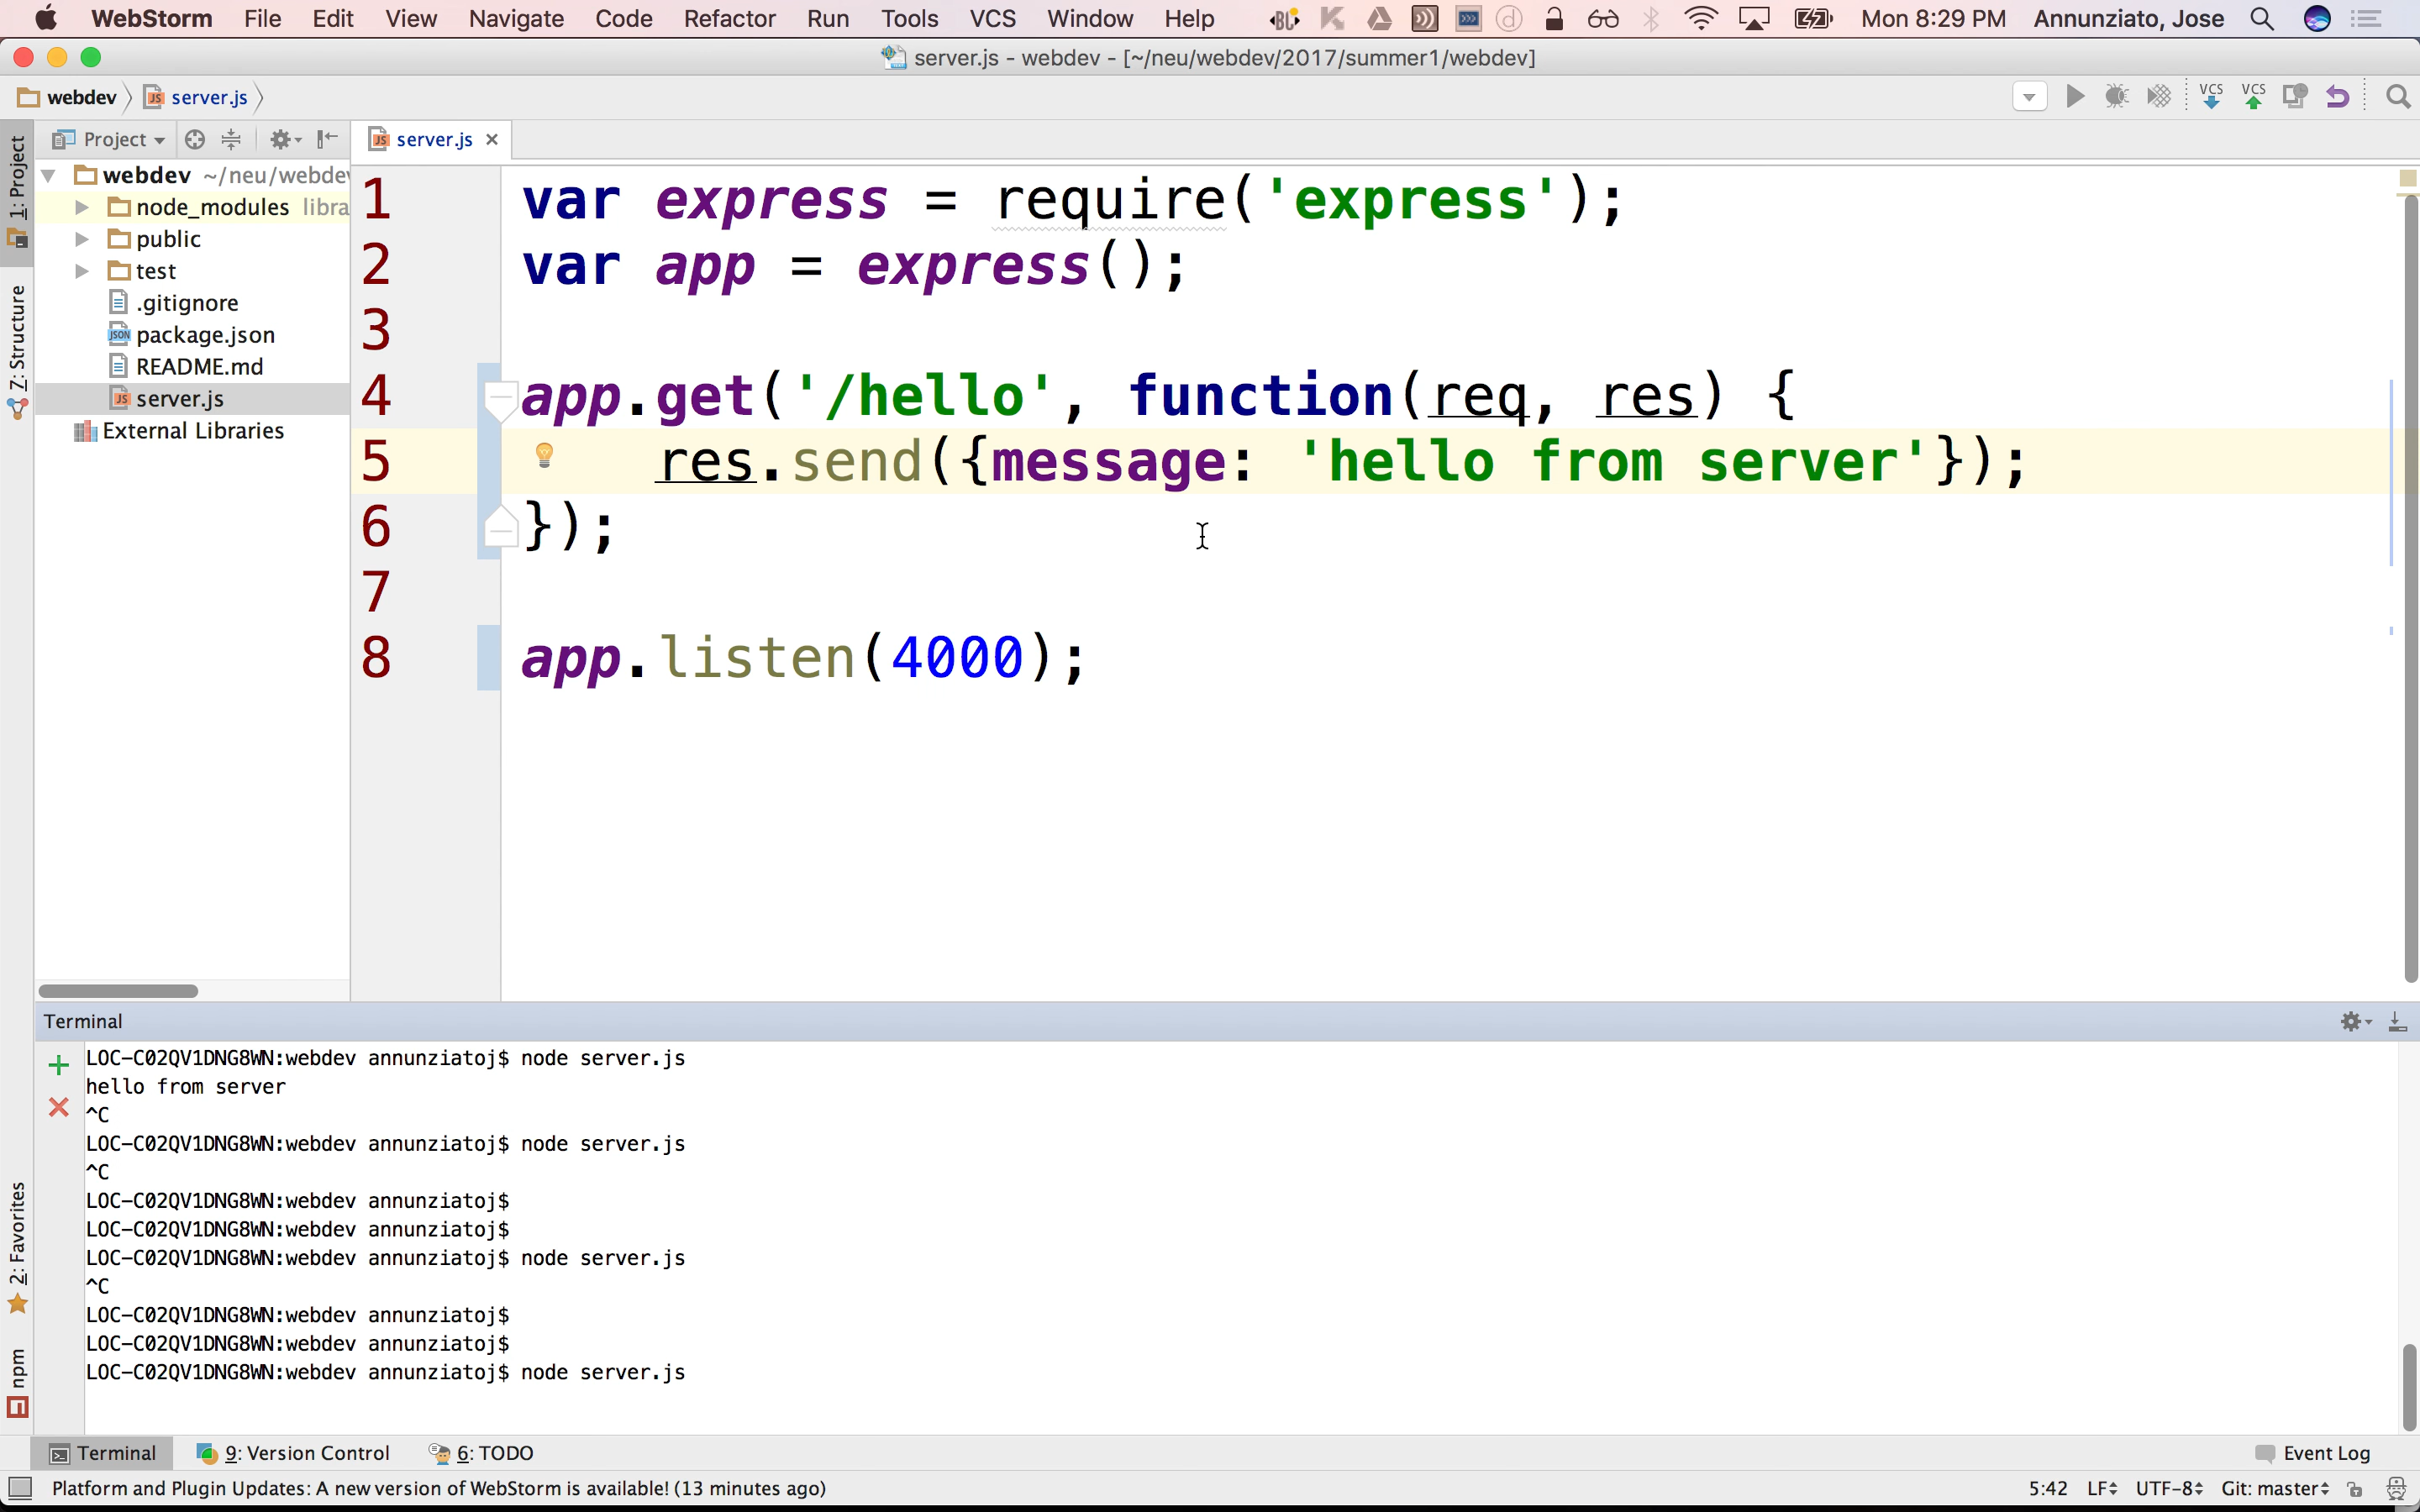 WebStorm File Edit View Navigate Code Refactor Run Tools VCS Window Help Mon 8:29 PM Annunziato, Jose
server.js - webdev - [~/neu/webdev/2017/summer1/webdev]
webdev server.js VCS VCS
1: Project
Project
server.js
webdev ~/neu/webdev
node_modules libra
public
test
.gitignore
package.json
README.md
server.js
External Libraries
7: Structure
1 var express = require('express');
2 var app = express();
3
4 app.get('/hello', function(req, res) {
5 res.send({message: 'hello from server'});
6 });
7
8 app.listen(4000);
Terminal
LOC-C02QV1DNG8WN:webdev annunziatoj$ node server.js
hello from server
^C
LOC-C02QV1DNG8WN:webdev annunziatoj$ node server.js
^C
LOC-C02QV1DNG8WN:webdev annunziatoj$
LOC-C02QV1DNG8WN:webdev annunziatoj$
LOC-C02QV1DNG8WN:webdev annunziatoj$ node server.js
^C
LOC-C02QV1DNG8WN:webdev annunziatoj$
LOC-C02QV1DNG8WN:webdev annunziatoj$
LOC-C02QV1DNG8WN:webdev annunziatoj$ node server.js
2: Favorites
npm
Terminal 9: Version Control 6: TODO Event Log
Platform and Plugin Updates: A new version of WebStorm is available! (13 minutes ago) 5:42 LF UTF-8 Git: master